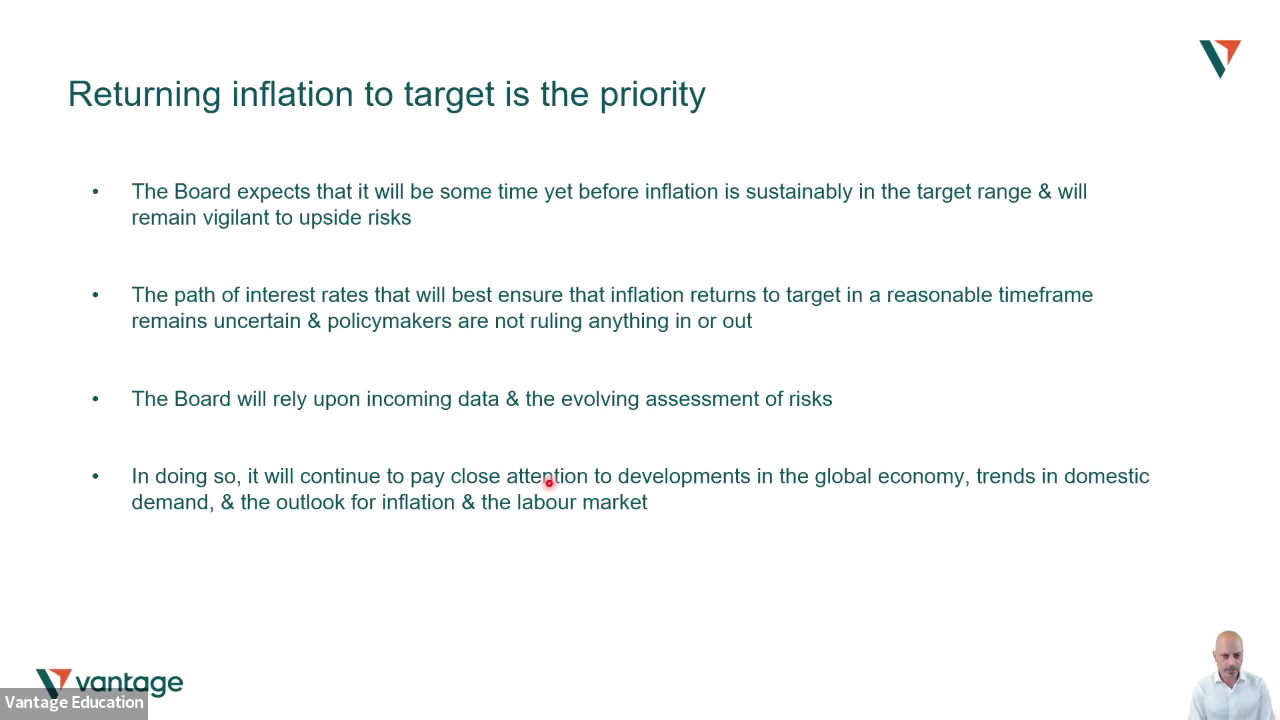 Returning inflation to target is the priority
• The Board expects that it will be some time yet before inflation is sustainably in the target range & will
remain vigilant to upside risks
• The path of interest rates that will best ensure that inflation returns to target in a reasonable timeframe
remains uncertain & policymakers are not ruling anything in or out
• The Board will rely upon incoming data & the evolving assessment of risks
• In doing so, it will continue to pay close attention to developments in the global economy, trends in domestic
demand, & the outlook for inflation & the labour market
vantage
Vantage Education